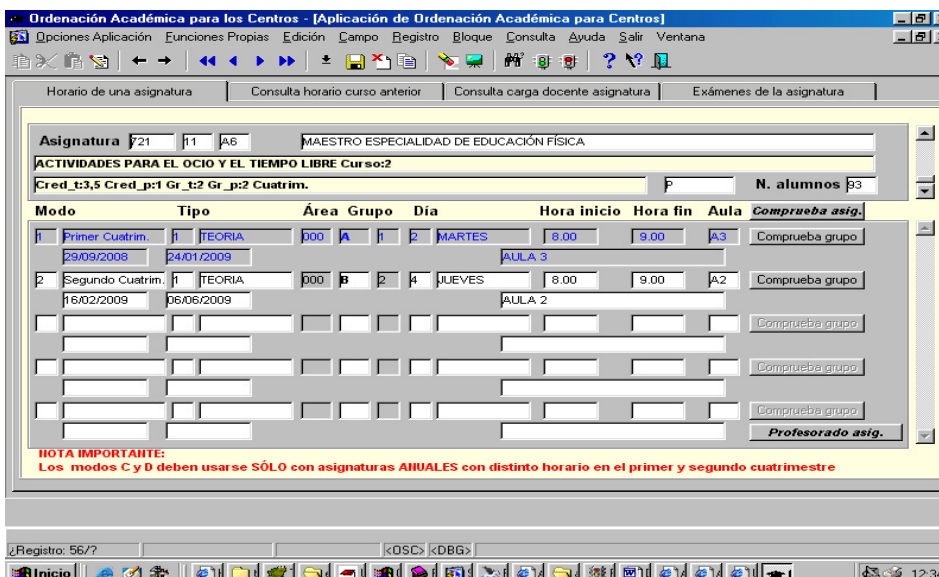 Ordenación Académica para los Centros - [Aplicación de Ordenación Académica para Centros]
Opciones Aplicación Funciones Propias Edición Campo Registro Bloque Consulta Ayuda Salir Ventana
Horario de una asignatura Consulta horario curso anterior Consulta carga docente asignatura Exámenes de la asignatura
Asignatura 721 11 A6 MAESTRO ESPECIALIDAD DE EDUCACIÓN FÍSICA
ACTIVIDADES PARA EL OCIO Y EL TIEMPO LIBRE Curso:2
Cred_t:3,5 Cred_p:1 Gr_t:2 Gr_p:2 Cuatrim. P N. alumnos 93
Modo Tipo Área Grupo Día Hora inicio Hora fin Aula Comprueba asig.
1 Primer Cuatrim. 1 TEORIA 000 A 1 2 MARTES 8.00 9.00 A3 Comprueba grupo
29/09/2008 24/01/2009 AULA 3
2 Segundo Cuatrim. 1 TEORIA 000 B 2 4 JUEVES 8.00 9.00 A2 Comprueba grupo
16/02/2009 06/06/2009 AULA 2
Comprueba grupo
Comprueba grupo
Comprueba grupo
Profesorado asig.
NOTA IMPORTANTE:
Los modos C y D deben usarse SÓLO con asignaturas ANUALES con distinto horario en el primer y segundo cuatrimestre
¿Registro: 56/? <OSC> <DBG>
Inicio